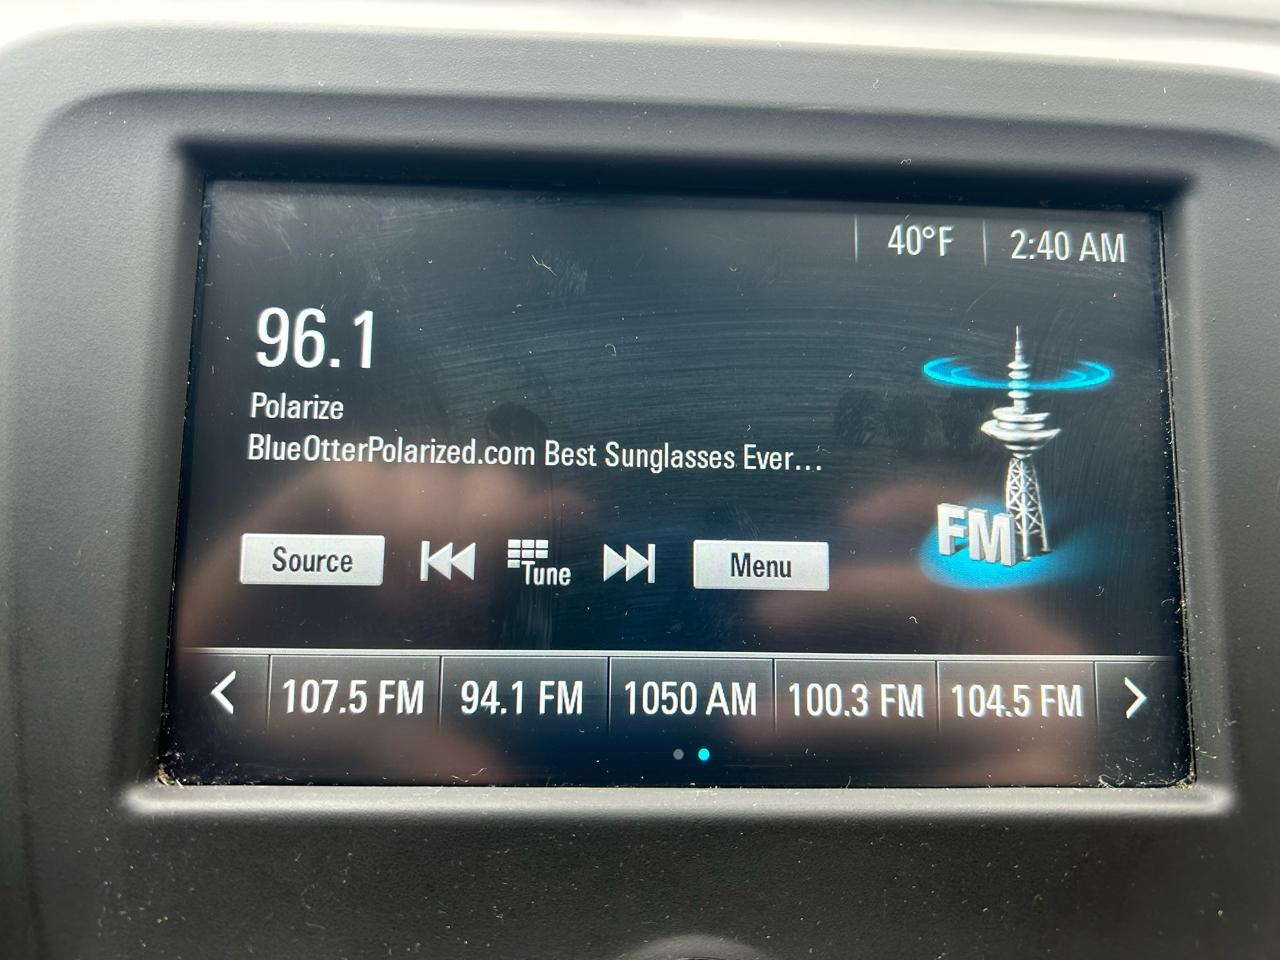 40°F 2:40 AM
96.1
Polarize
BlueOtterPolarized.com Best Sunglasses Ever...
FM
Source Tune Menu
107.5 FM 94.1 FM 1050 AM 100.3 FM 104.5 FM